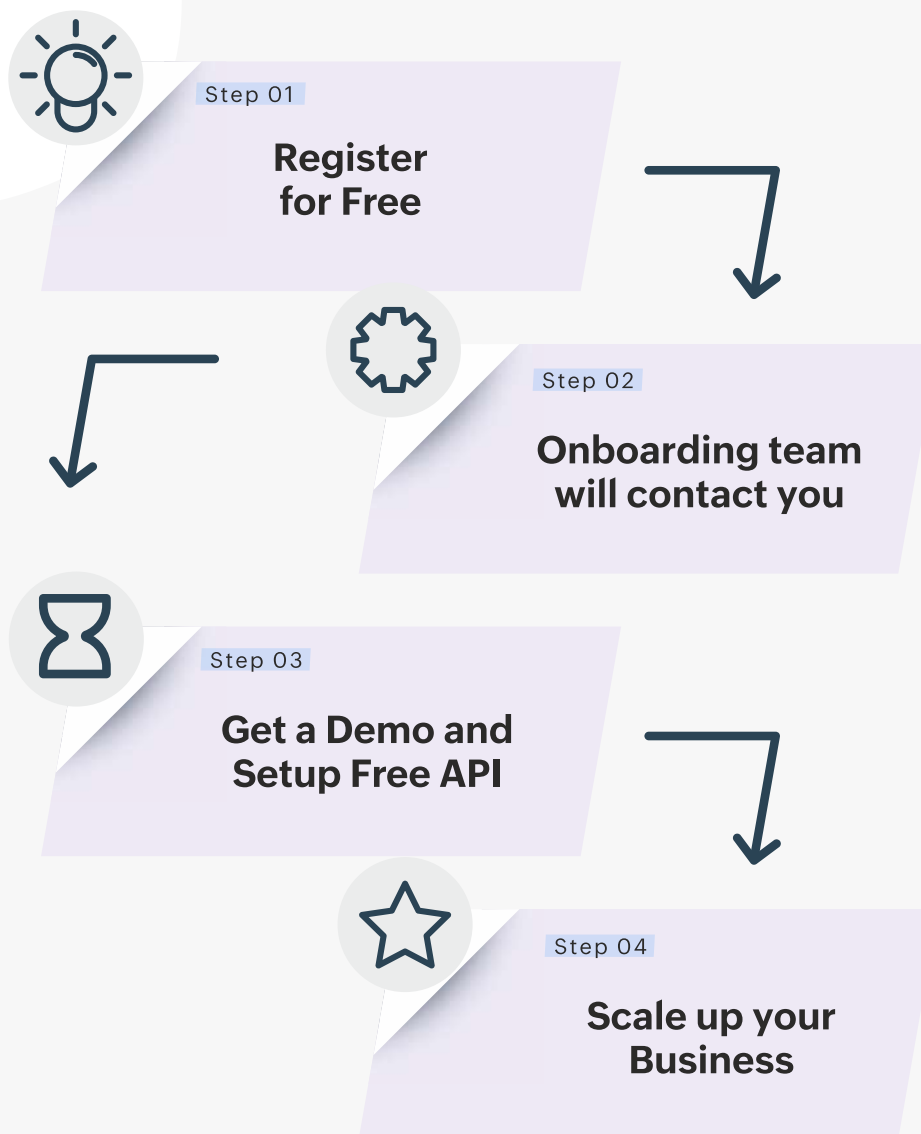 Step 01
Register
for Free
Step 02
Onboarding team
will contact you
Step 03
Get a Demo and
Setup Free API
Step 04
Scale up your
Business